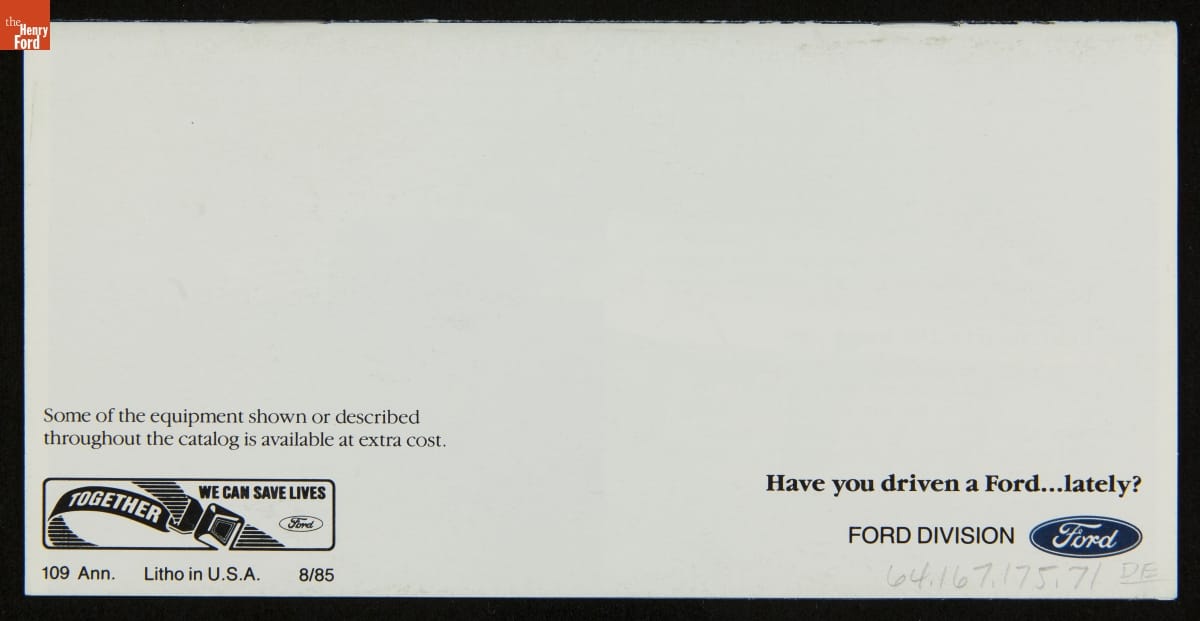 the
Henry
Ford
Some of the equipment shown or described
throughout the catalog is available at extra cost.
TOGETHER WE CAN SAVE LIVES
Ford
109 Ann. Litho in U.S.A. 8/85
Have you driven a Ford...lately?
FORD DIVISION Ford
64.167.175.71 DE